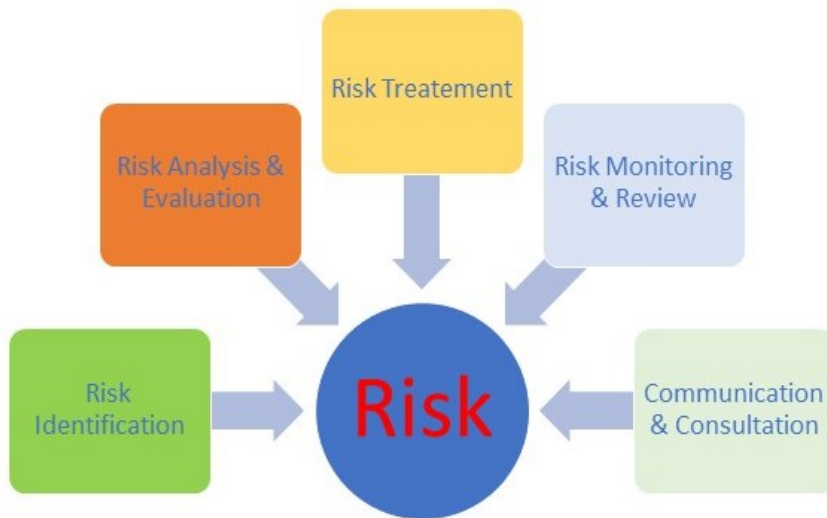 Risk Treatement
Risk Analysis &
Evaluation
Risk Monitoring
& Review
Risk
Identification
Risk
Communication
& Consultation